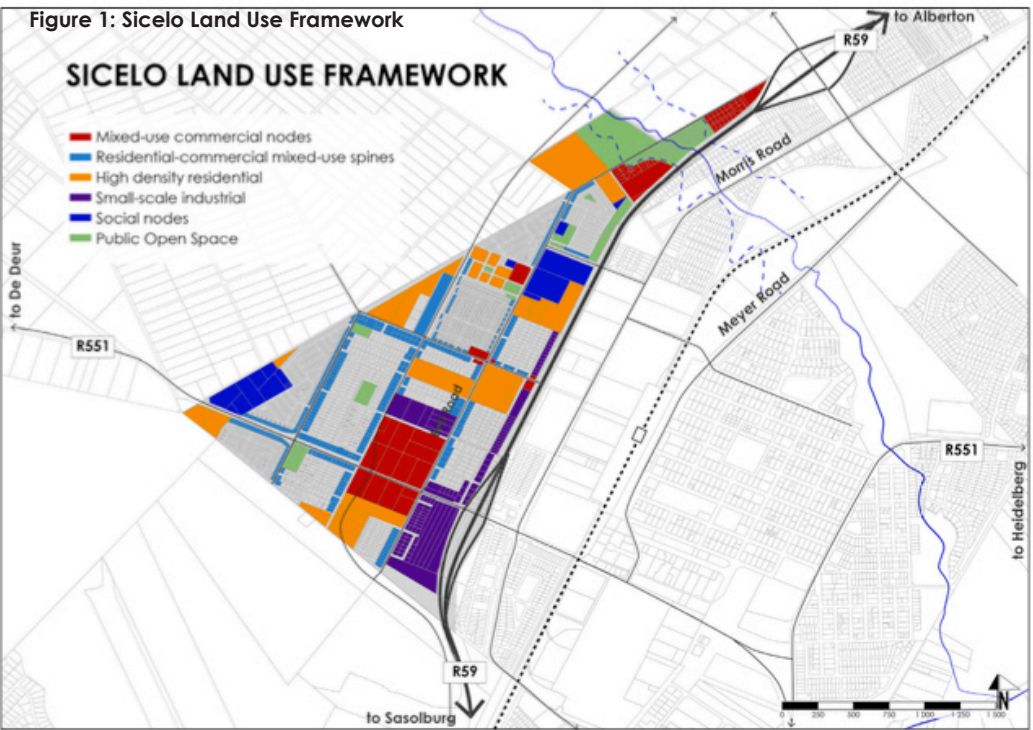 Figure 1: Sicelo Land Use Framework
SICELO LAND USE FRAMEWORK
Mixed-use commercial nodes
Residential-commercial mixed-use spines
High density residential
Small-scale industrial
Social nodes
Public Open Space
to Alberton
R59
Morris Road
Meyer Road
to De Deur
R551
Road
R551
to Heidelberg
R59
to Sasolburg
N
0 250 500 750 1 000 1 250 1 500